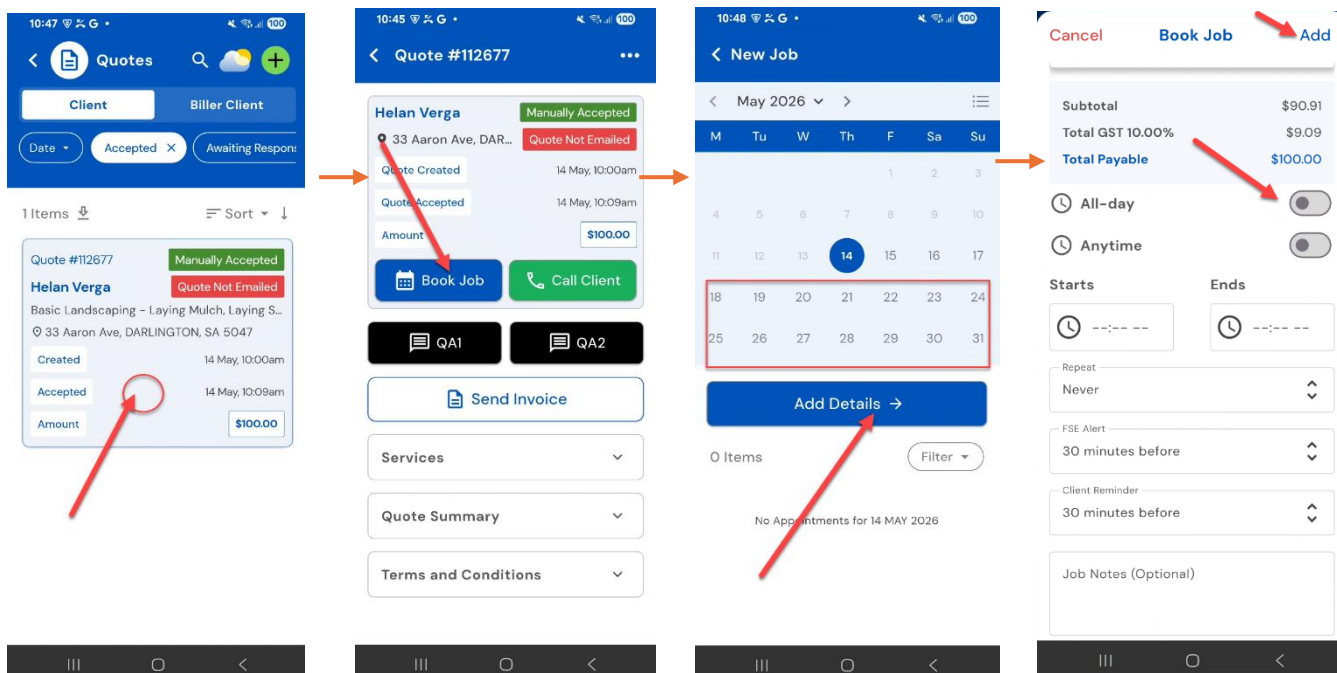 10:47 G • 100
Quotes
Client Biller Client
Date Accepted X Awaiting Respon
1 Items Sort
Quote #112677 Manually Accepted
Helan Verga Quote Not Emailed
Basic Landscaping - Laying Mulch, Laying S...
33 Aaron Ave, DARLINGTON, SA 5047
Created 14 May, 10:00am
Accepted 14 May, 10:09am
Amount $100.00
10:45 G • 100
Quote #112677
Helan Verga Manually Accepted
33 Aaron Ave, DAR... Quote Not Emailed
Quote Created 14 May, 10:00am
Quote Accepted 14 May, 10:09am
Amount $100.00
Book Job Call Client
QA1 QA2
Send Invoice
Services
Quote Summary
Terms and Conditions
10:48 G • 100
New Job
May 2026
M Tu W Th F Sa Su
1 2 3
4 5 6 7 8 9 10
11 12 13 14 15 16 17
18 19 20 21 22 23 24
25 26 27 28 29 30 31
Add Details →
0 Items Filter
No Appointments for 14 MAY 2026
Cancel Book Job Add
Subtotal $90.91
Total GST 10.00% $9.09
Total Payable $100.00
All-day
Anytime
Starts Ends
--:-- -- --:-- --
Repeat
Never
FSE Alert
30 minutes before
Client Reminder
30 minutes before
Job Notes (Optional)